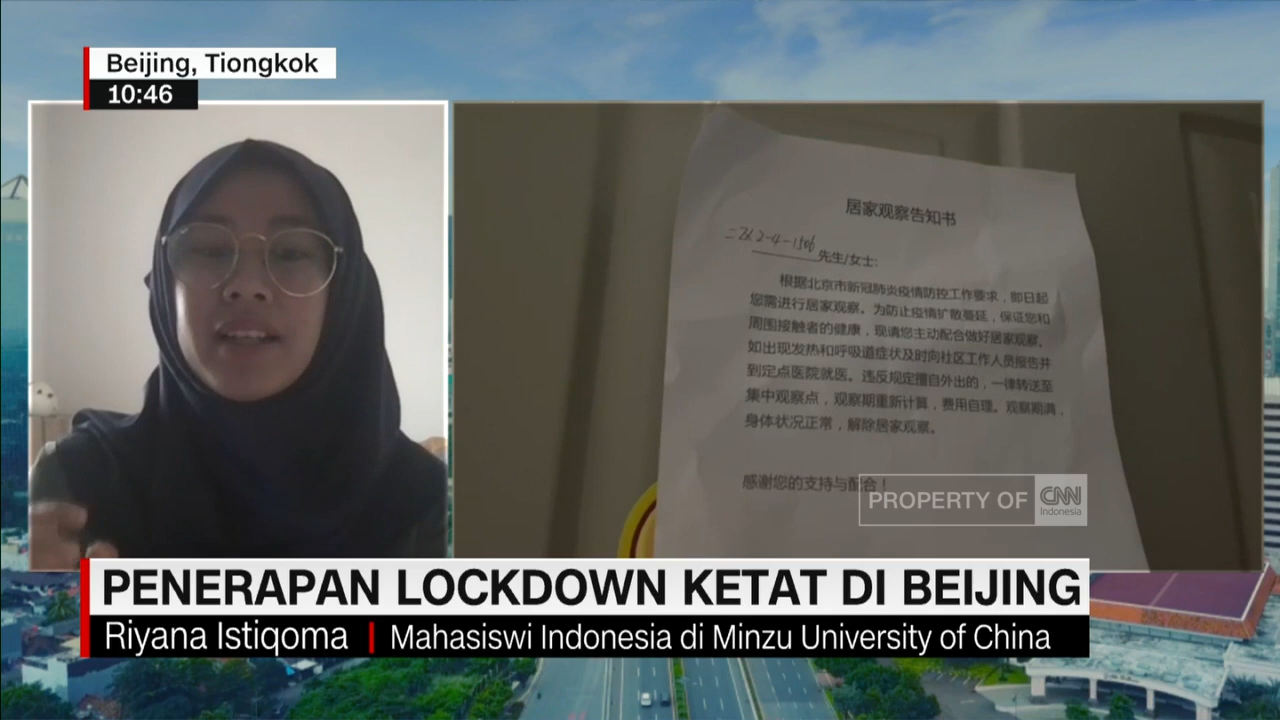 Beijing, Tiongkok
10:46
居家观察告知书
二区2-4-1506 先生/女士:
根据北京市新冠肺炎疫情防控工作要求，即日起
您需进行居家观察。为防止疫情扩散蔓延，保证您和
周围接触者的健康，现请您主动配合做好居家观察。
如出现发热和呼吸道症状及时向社区工作人员报告并
到定点医院就医。违反规定擅自外出的，一律转送至
集中观察点，观察期重新计算，费用自理。观察期满，
身体状况正常，解除居家观察。
感谢您的支持与配合！
PROPERTY OF CNN Indonesia
PENERAPAN LOCKDOWN KETAT DI BEIJING
Riyana Istiqoma | Mahasiswi Indonesia di Minzu University of China